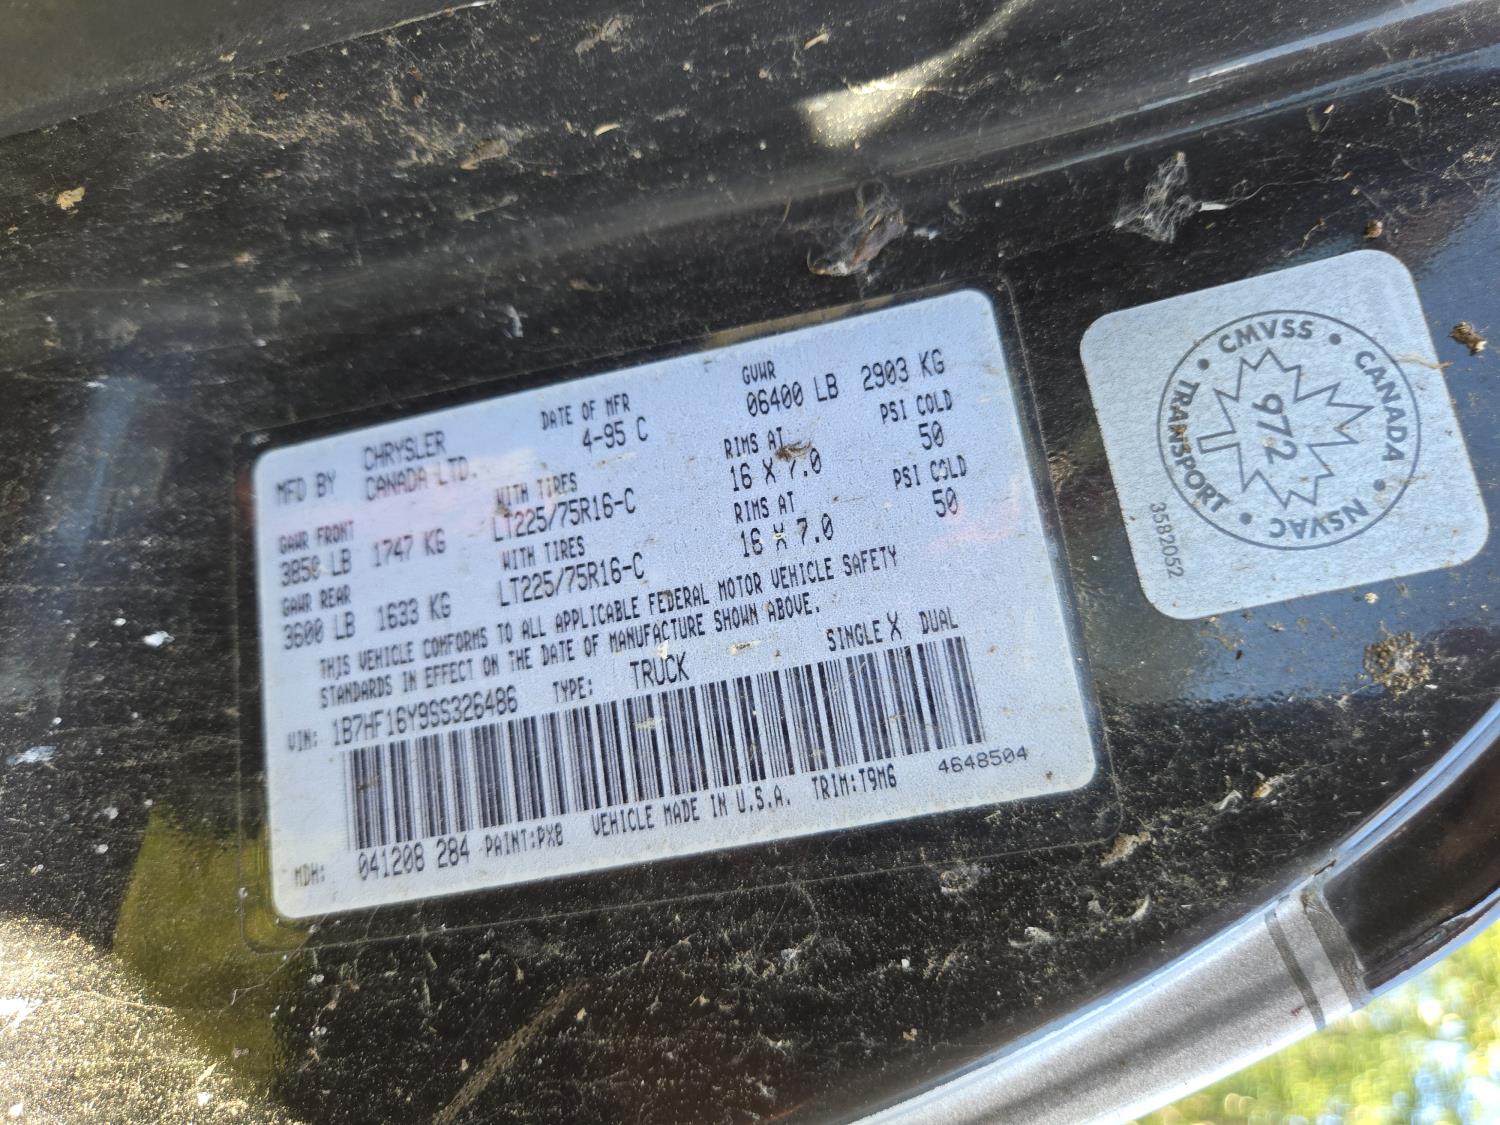 MFD BY CHRYSLER CANADA LTD. DATE OF MFR 4-95 C GVWR 06400 LB 2903 KG
GAWR FRONT WITH TIRES RIMS AT PSI COLD
3850 LB 1747 KG LT225/75R16-C 16 X 7.0 50
GAWR REAR WITH TIRES RIMS AT PSI COLD
3600 LB 1633 KG LT225/75R16-C 16 X 7.0 50
THIS VEHICLE CONFORMS TO ALL APPLICABLE FEDERAL MOTOR VEHICLE SAFETY
STANDARDS IN EFFECT ON THE DATE OF MANUFACTURE SHOWN ABOVE.
VIN: 1B7HF16Y9SS326486 TYPE: TRUCK SINGLE X DUAL
MDH: 041208 284 PAINT:PX8 VEHICLE MADE IN U.S.A. TRIM:T9M6 4648504
CMVSS • CANADA • NSVAC • TRANSPORT •
972
3582052